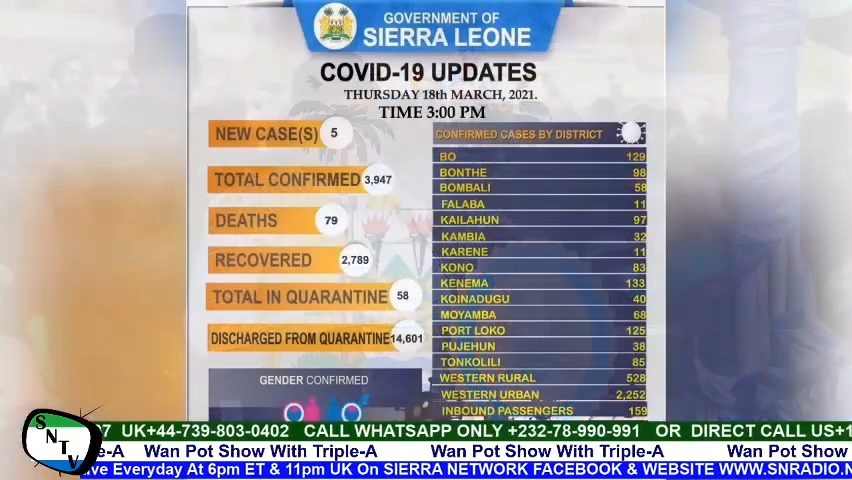 GOVERNMENT OF
SIERRA LEONE
COVID-19 UPDATES
THURSDAY 18th MARCH, 2021.
TIME 3:00 PM
NEW CASE(S) 5
TOTAL CONFIRMED 3,947
DEATHS 79
RECOVERED 2,789
TOTAL IN QUARANTINE 58
DISCHARGED FROM QUARANTINE 14,601
GENDER CONFIRMED
CONFIRMED CASES BY DISTRICT
BO 129
BONTHE 98
BOMBALI 58
FALABA 11
KAILAHUN 97
KAMBIA 32
KARENE 11
KONO 83
KENEMA 133
KOINADUGU 40
MOYAMBA 68
PORT LOKO 125
PUJEHUN 38
TONKOLILI 85
WESTERN RURAL 528
WESTERN URBAN 2,252
INBOUND PASSENGERS 159
SNTV
7 UK+44-739-803-0402 CALL WHATSAPP ONLY +232-78-990-991 OR DIRECT CALL US+1
e-A Wan Pot Show With Triple-A Wan Pot Show With Triple-A Wan Pot Show
ive Everyday At 6pm ET & 11pm UK On SIERRA NETWORK FACEBOOK & WEBSITE WWW.SNRADIO.N